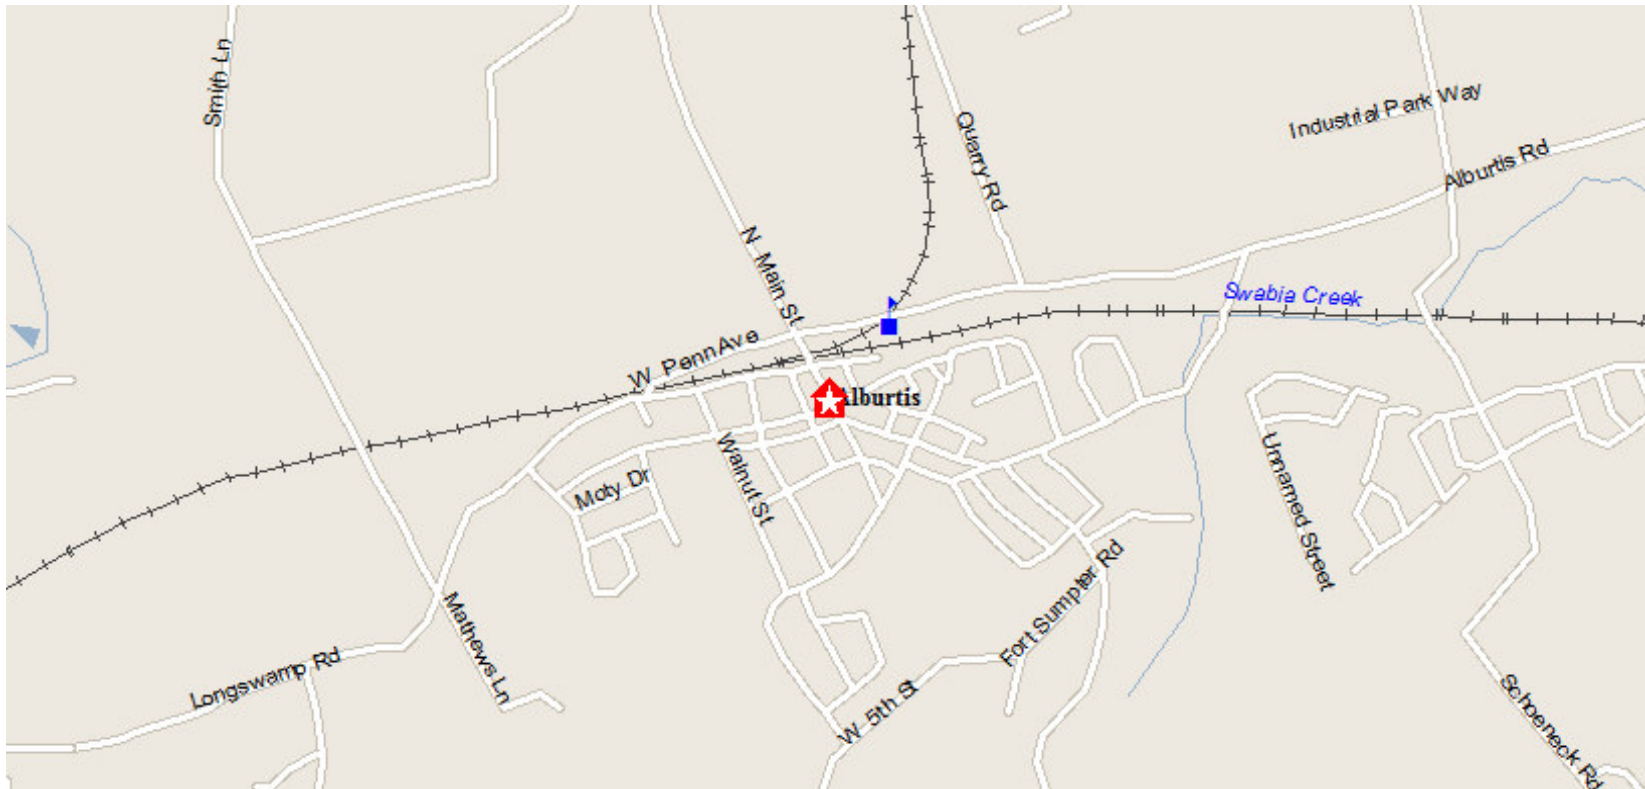 Smith Ln
Quarry Rd
Industrial Park Way
Alburtis Rd
N Main St
Swabia Creek
W Penn Ave
Alburtis
Walnut St
Moty Dr
Unnamed Street
Mathews Ln
Fort Sumpter Rd
Longswamp Rd
W 5th St
Schoeneck Rd